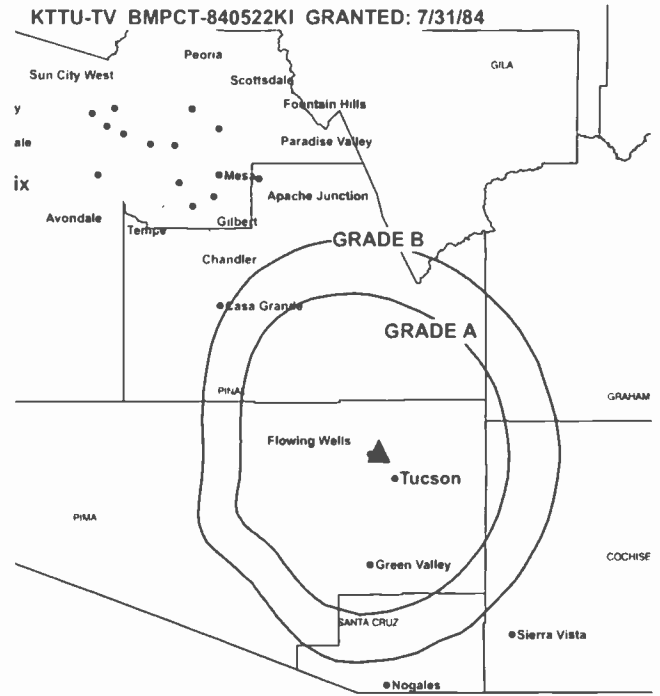 KTTU-TV BMPCT-840522KI GRANTED: 7/31/84
Peoria
GILA
Sun City West
Scottsdale
Fountain Hills
y
ale
Paradise Valley
ix
Mesa
Apache Junction
Avondale
Tempe
Gilbert
GRADE B
Chandler
Casa Grande
GRADE A
PINAL
GRAHAM
Flowing Wells
Tucson
PIMA
COCHISE
Green Valley
SANTA CRUZ
Sierra Vista
Nogales